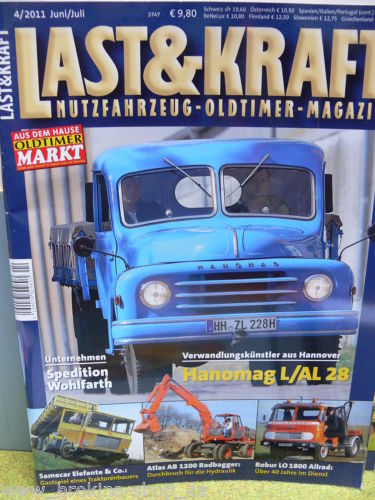 4/2011 Juni/Juli
3747
€ 9,80
Schweiz sfr 19.60 Österreich € 10,50 Spanien/Italien/Portugal (cont.)
BeNeLux € 10,80 Finnland € 12,50 Slowenien € 12,75 Griechenland
LAST&KRAFT
LAST&KRAFT
NUTZFAHRZEUG-OLDTIMER-MAGAZI
AUS DEM HAUSE
OLDTIMER
MARKT
HANOMAG
HH ZL 228H
Unternehmen
Spedition
Wohlfarth
Verwandlungskünstler aus Hannover
Hanomag L/AL 28
Samecar Elefante & Co.:
Gastspiel eines Traktorenbauers
Atlas AB 1200 Radbagger:
Durchbruch für die Hydraulik
Robur LO 1800 Allrad:
Über 40 Jahre im Dienst